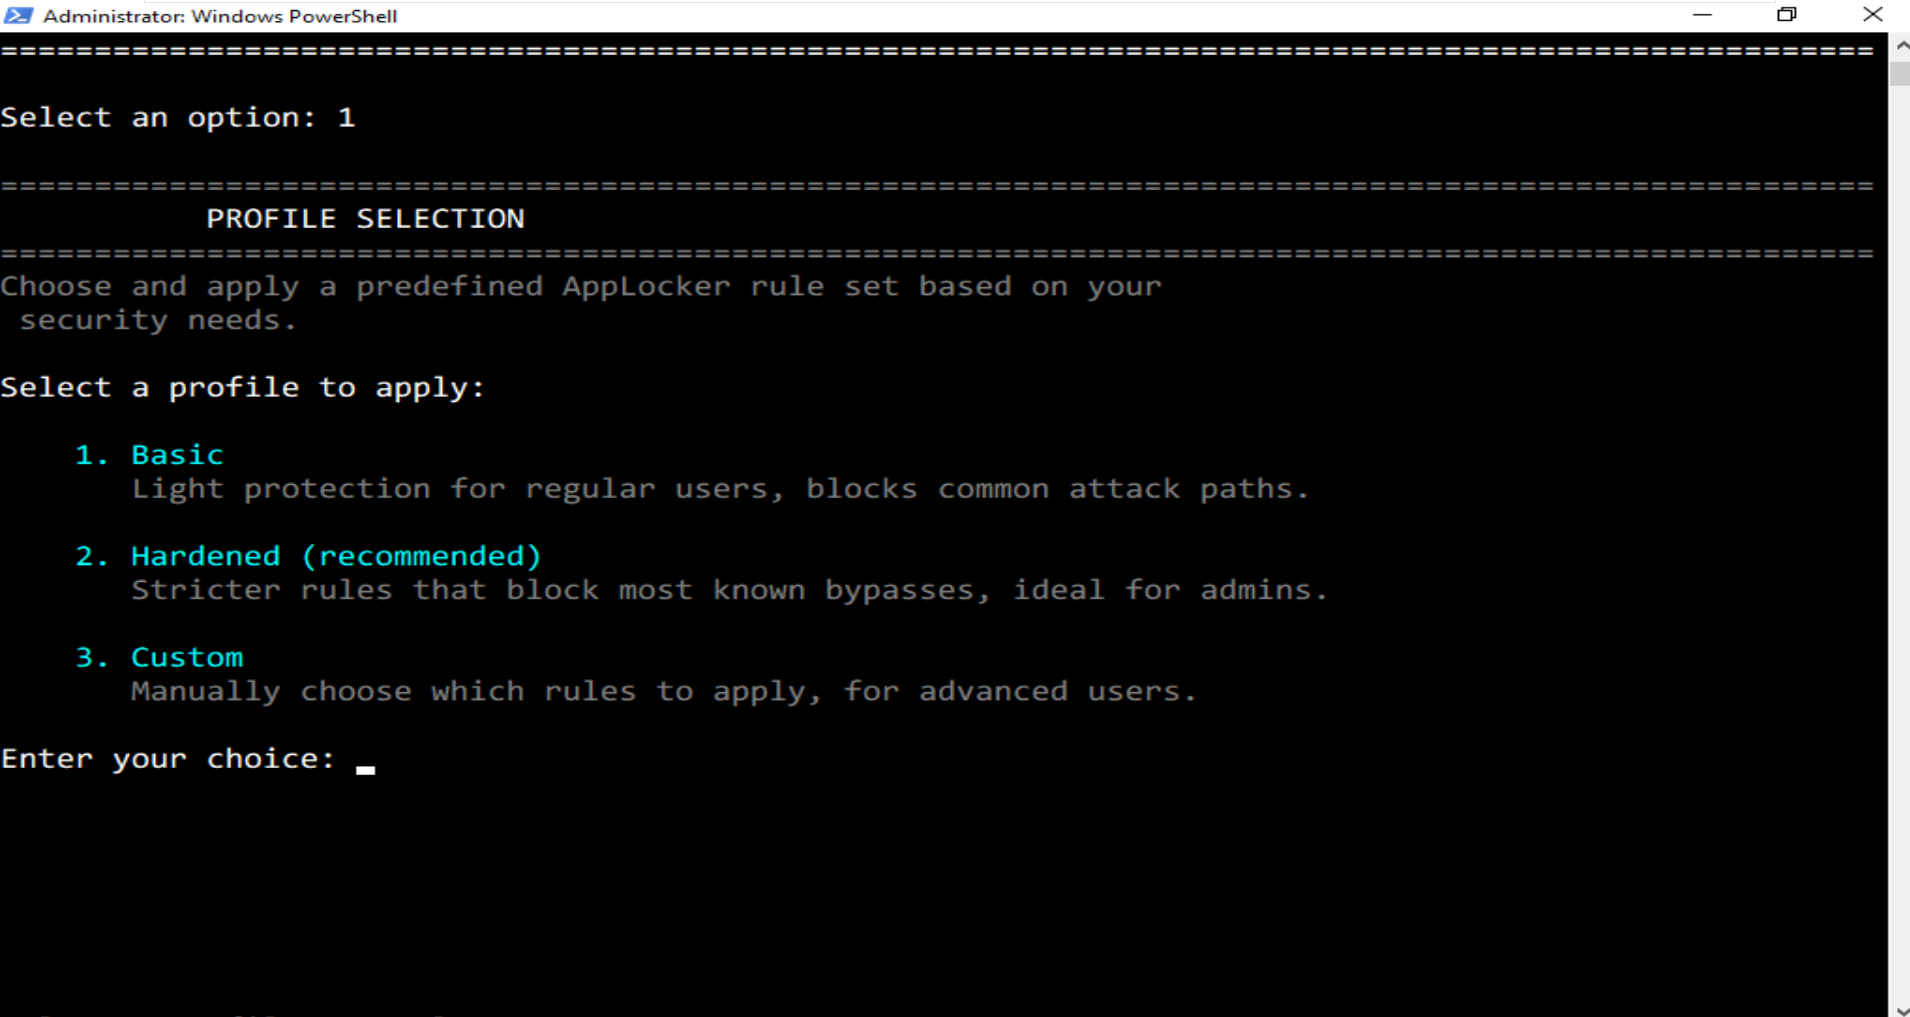 Administrator: Windows PowerShell
====================================================================================================
Select an option: 1
====================================================================================================
PROFILE SELECTION
====================================================================================================
Choose and apply a predefined AppLocker rule set based on your
security needs.
Select a profile to apply:
1. Basic
Light protection for regular users, blocks common attack paths.
2. Hardened (recommended)
Stricter rules that block most known bypasses, ideal for admins.
3. Custom
Manually choose which rules to apply, for advanced users.
Enter your choice: